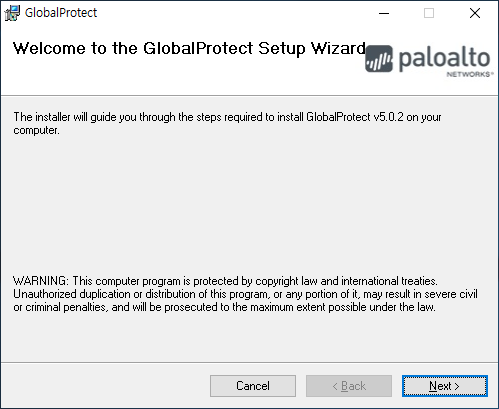 GlobalProtect
Welcome to the GlobalProtect Setup Wizard
paloalto
NETWORKS®
The installer will guide you through the steps required to install GlobalProtect v5.0.2 on your
computer.
WARNING: This computer program is protected by copyright law and international treaties.
Unauthorized duplication or distribution of this program, or any portion of it, may result in severe civil
or criminal penalties, and will be prosecuted to the maximum extent possible under the law.
Cancel
< Back
Next >